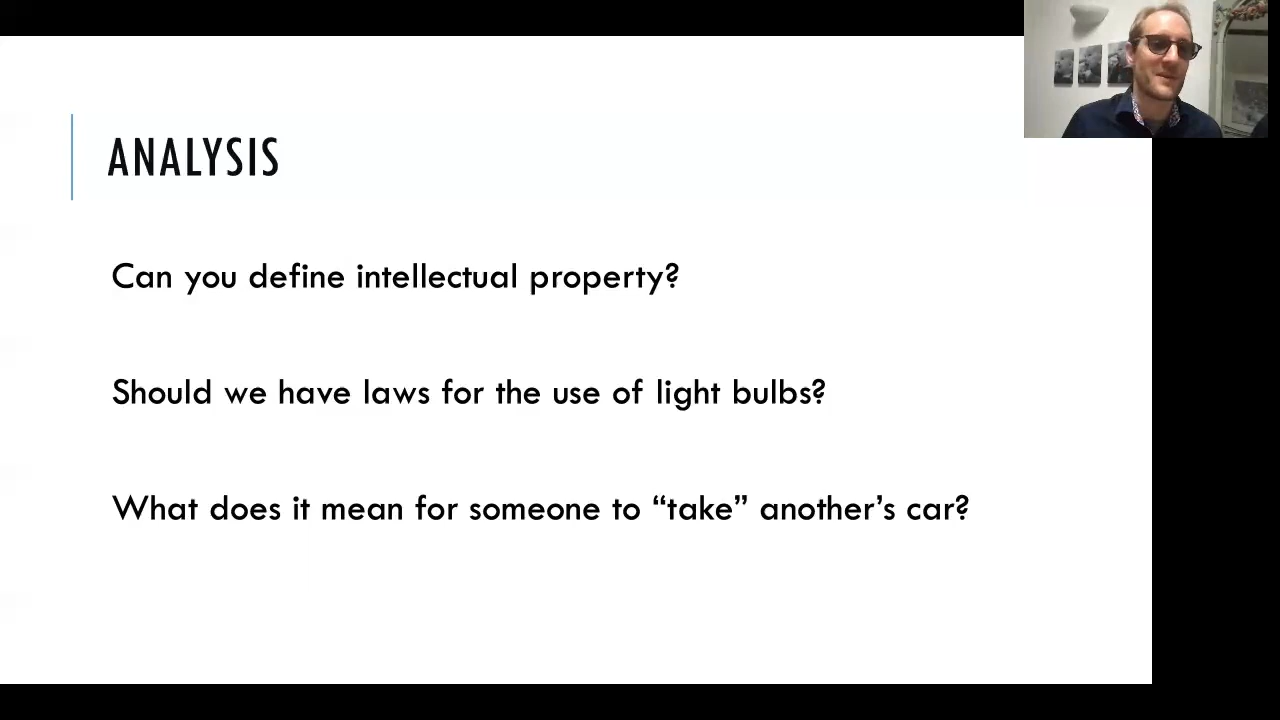 ANALYSIS
Can you define intellectual property?
Should we have laws for the use of light bulbs?
What does it mean for someone to “take” another’s car?